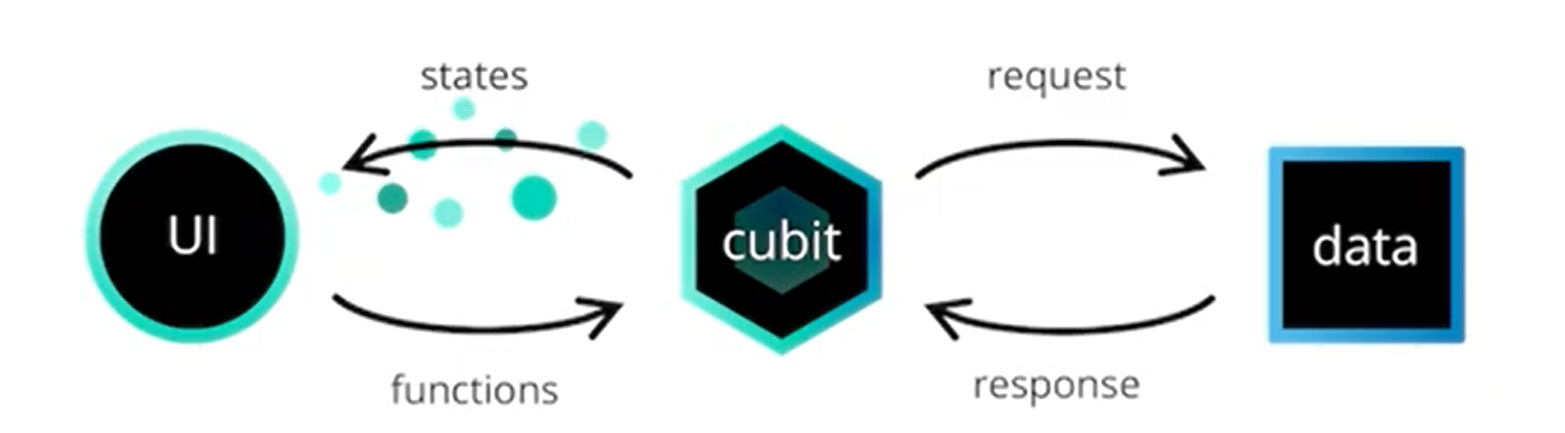 states
request
UI
cubit
data
functions
response